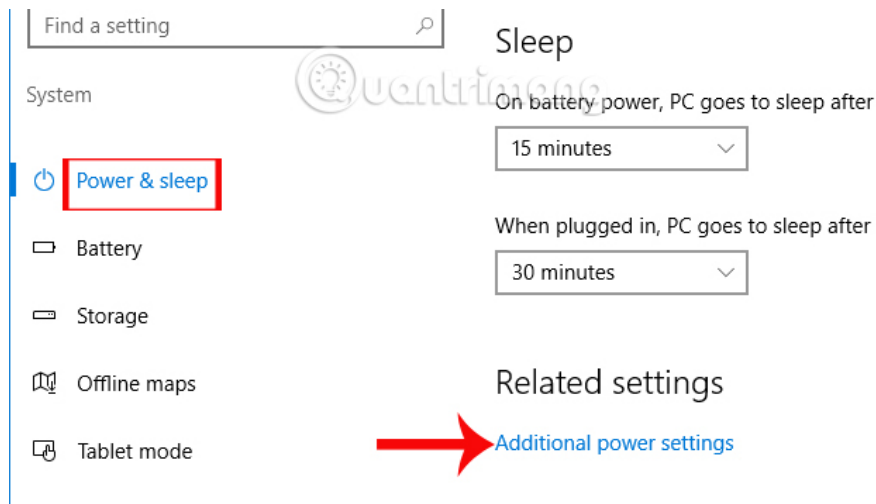 Find a setting
System
Power & sleep
Battery
Storage
Offline maps
Tablet mode
Quantrimang
Sleep
On battery power, PC goes to sleep after
15 minutes
When plugged in, PC goes to sleep after
30 minutes
Related settings
Additional power settings